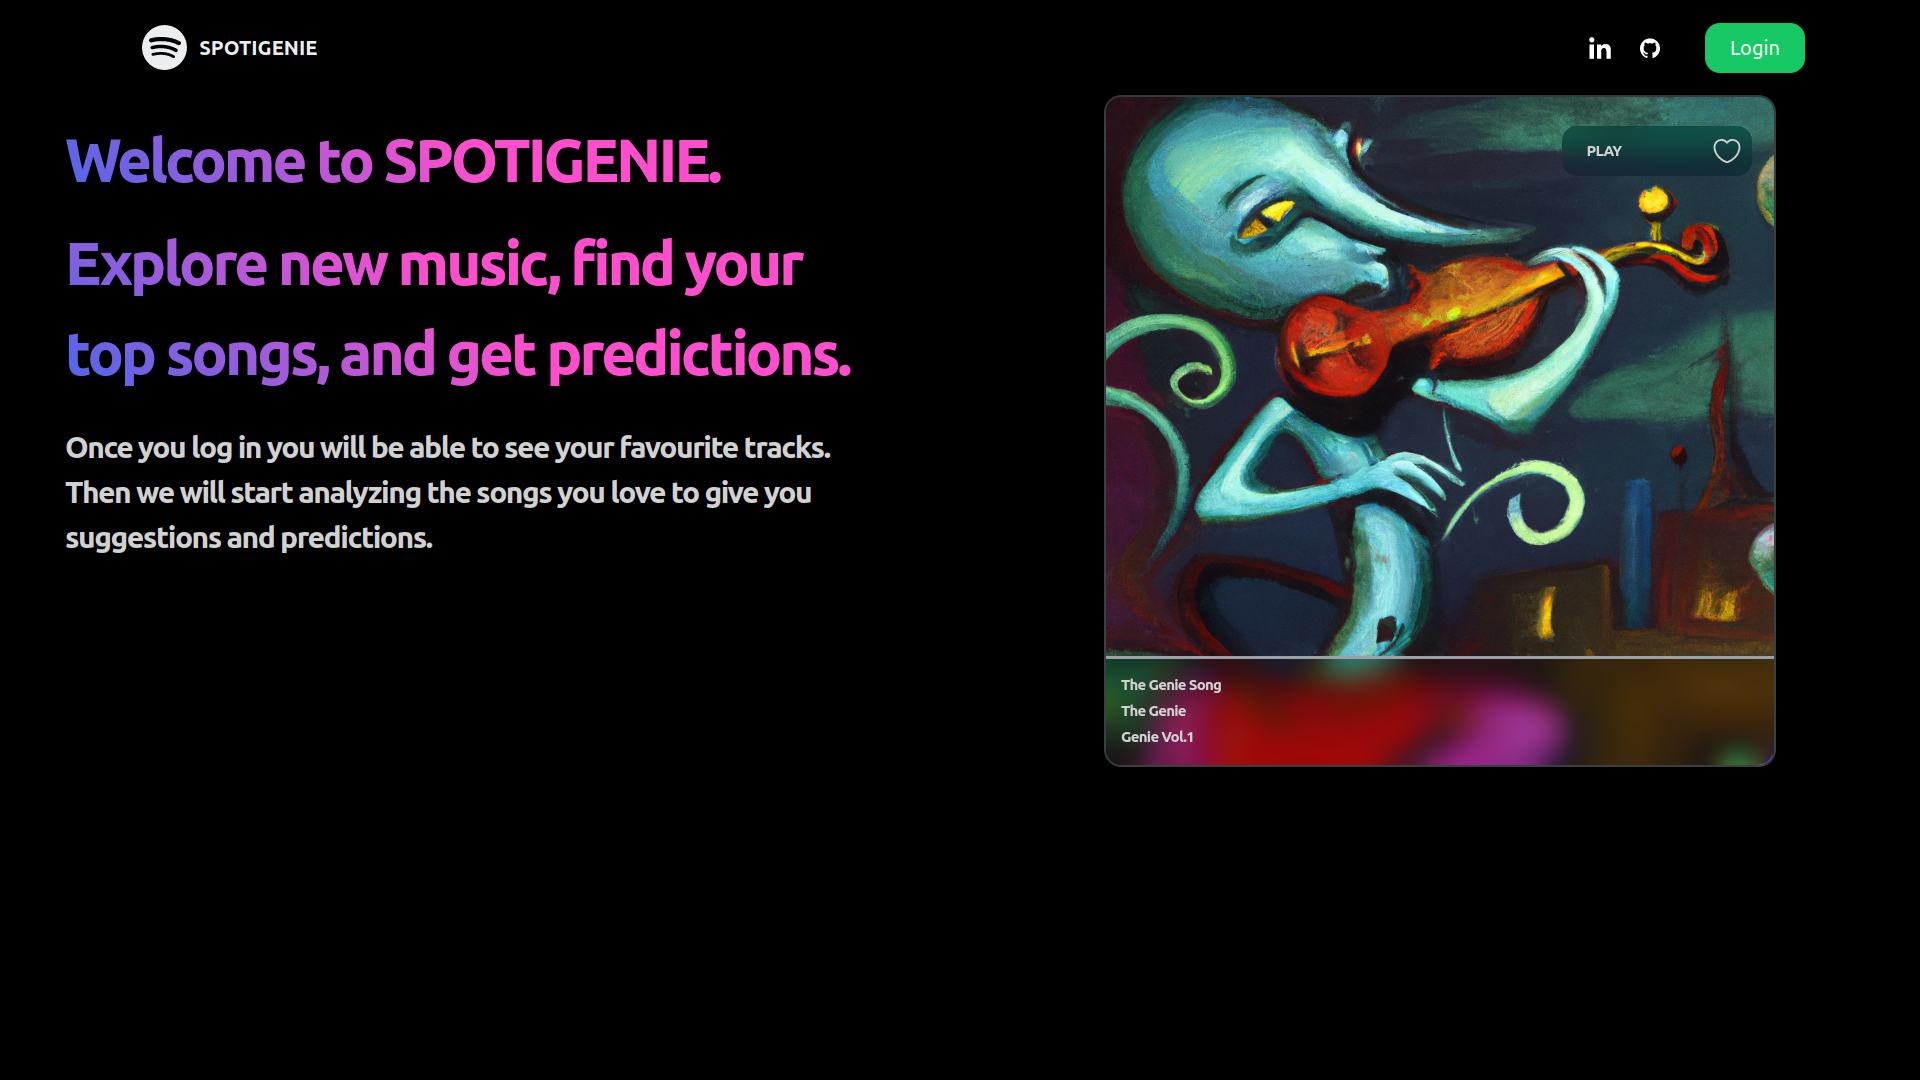 SPOTIGENIE
in
Login
Welcome to SPOTIGENIE.
Explore new music, find your
top songs, and get predictions.
Once you log in you will be able to see your favourite tracks.
Then we will start analyzing the songs you love to give you
suggestions and predictions.
PLAY
The Genie Song
The Genie
Genie Vol.1